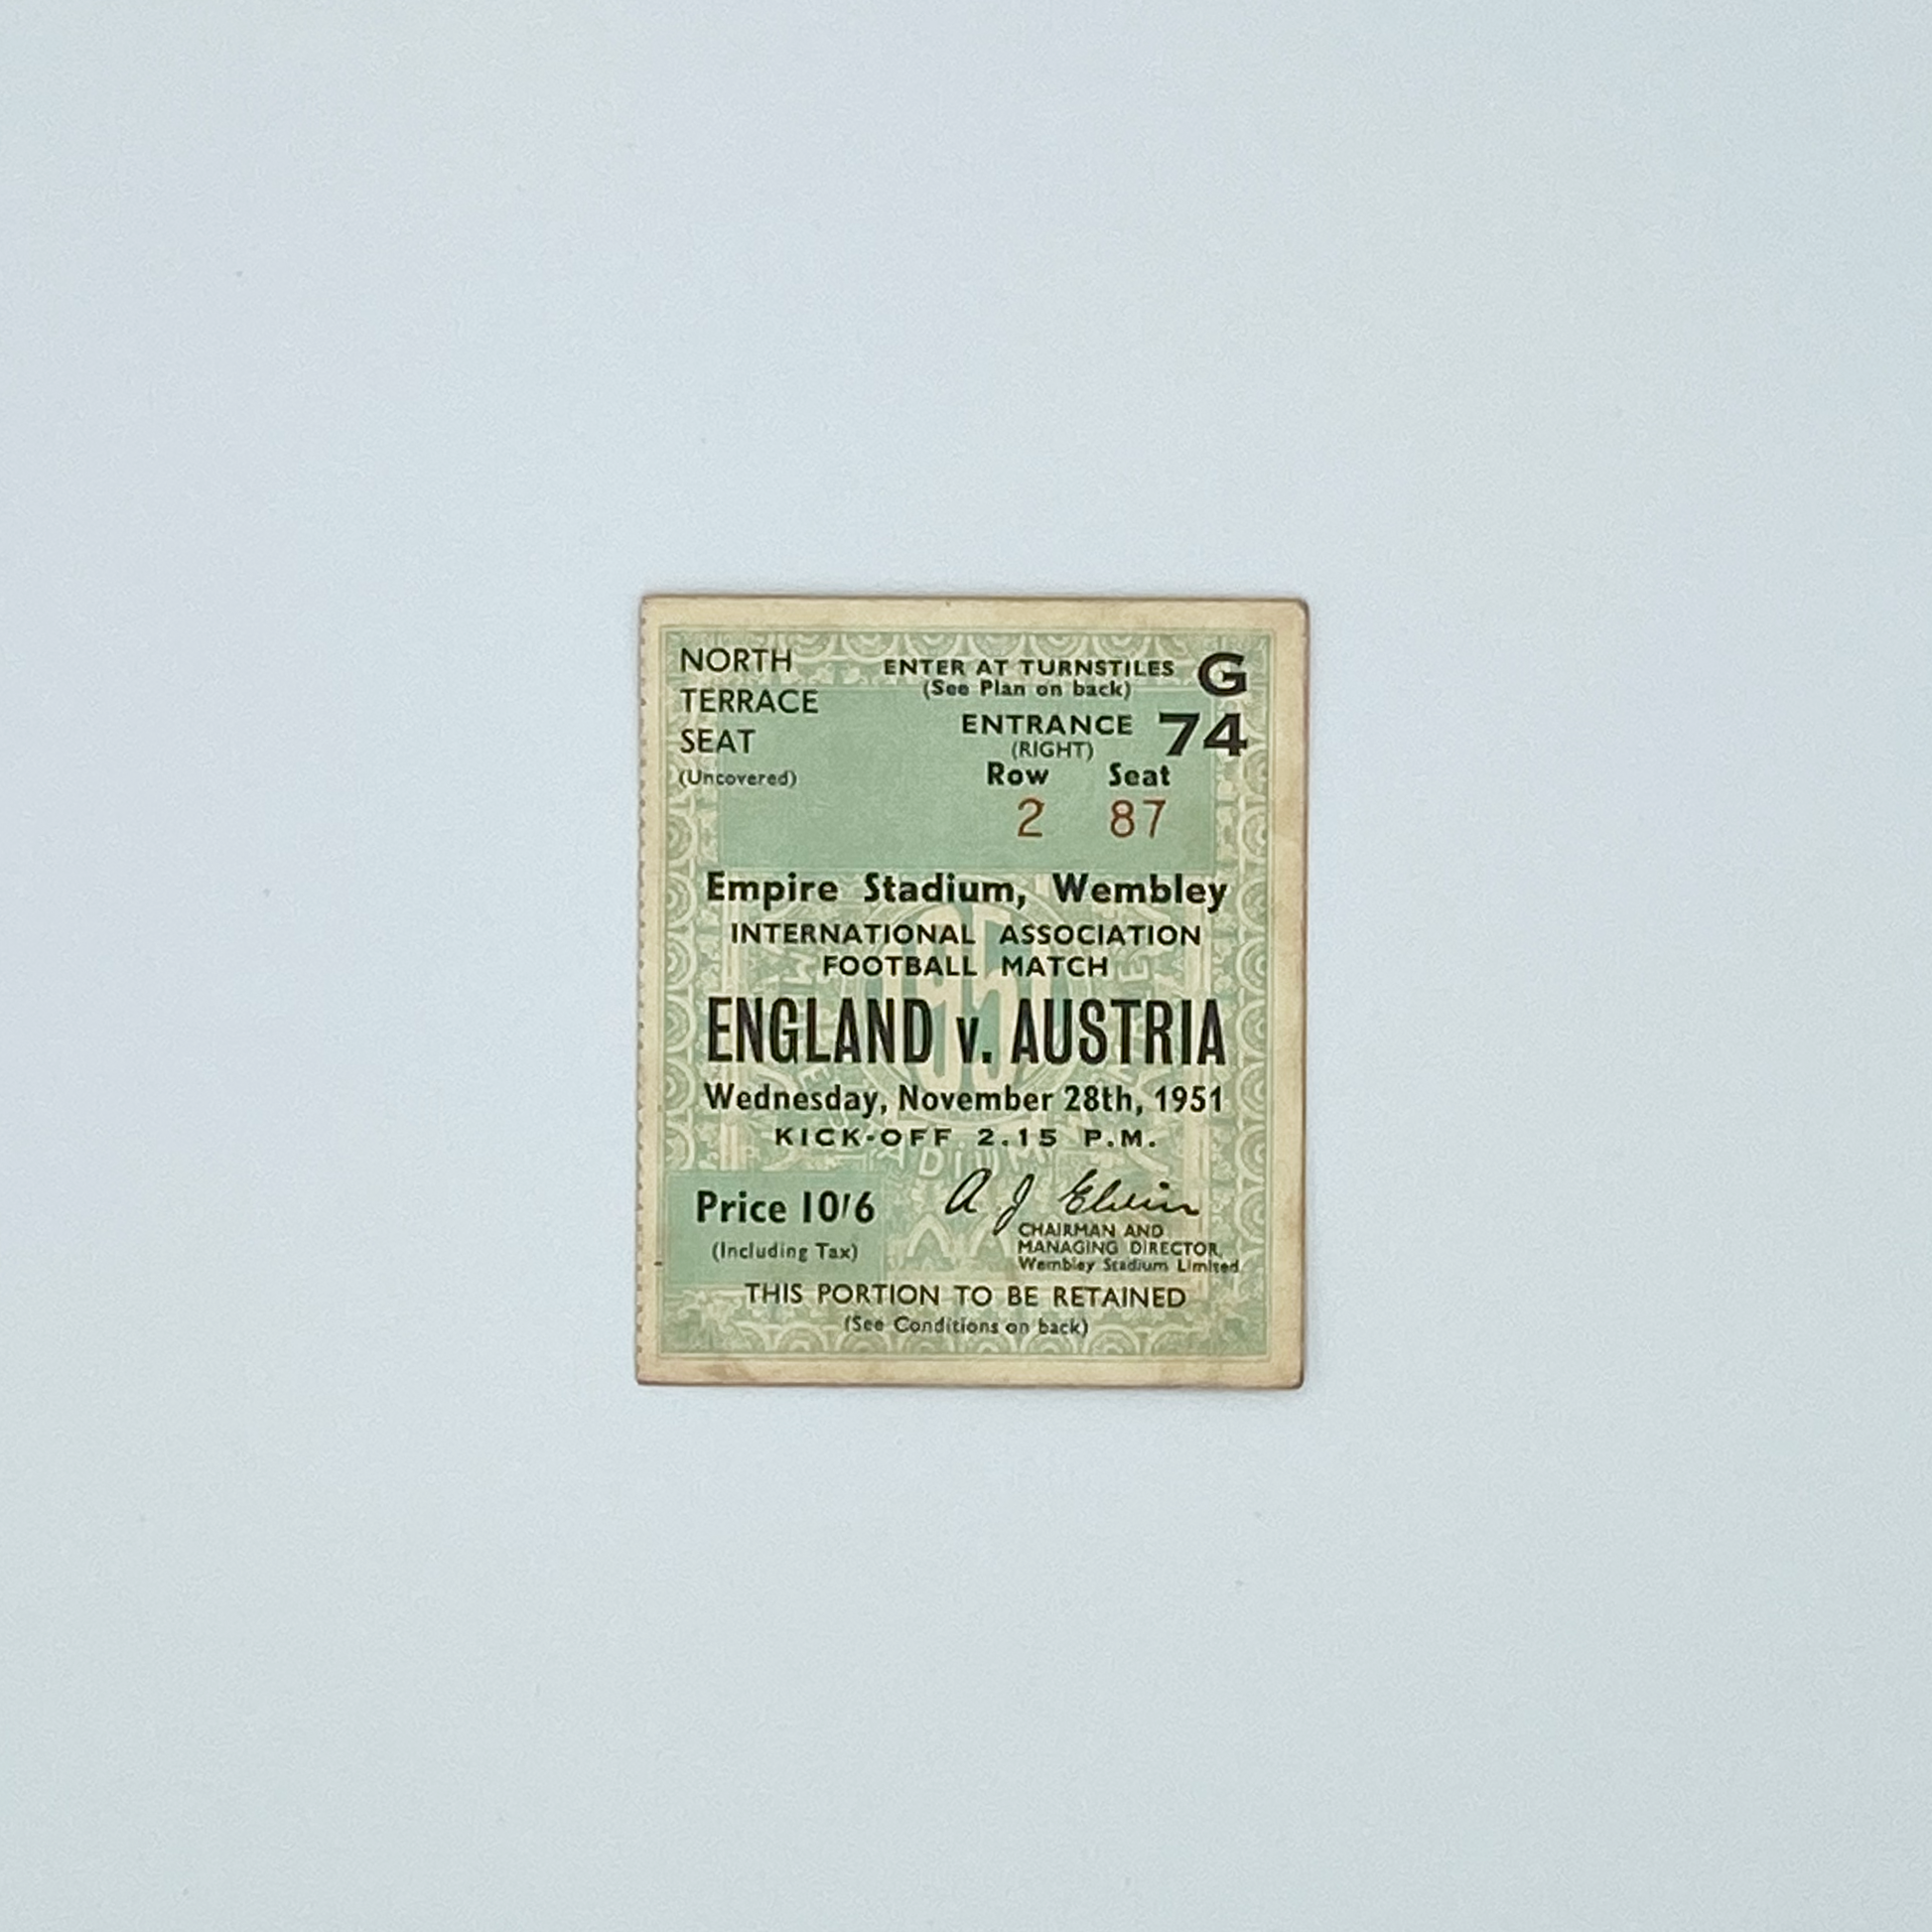 NORTH
TERRACE
SEAT
(Uncovered)
ENTER AT TURNSTILES G
(See Plan on back)
ENTRANCE 74
(RIGHT)
Row Seat
2 87
Empire Stadium, Wembley
INTERNATIONAL ASSOCIATION
FOOTBALL MATCH
ENGLAND v. AUSTRIA
Wednesday, November 28th, 1951
KICK-OFF 2.15 P.M.
Price 10/6
(Including Tax)
A J Elvin
CHAIRMAN AND
MANAGING DIRECTOR,
Wembley Stadium Limited
THIS PORTION TO BE RETAINED
(See Conditions on back)